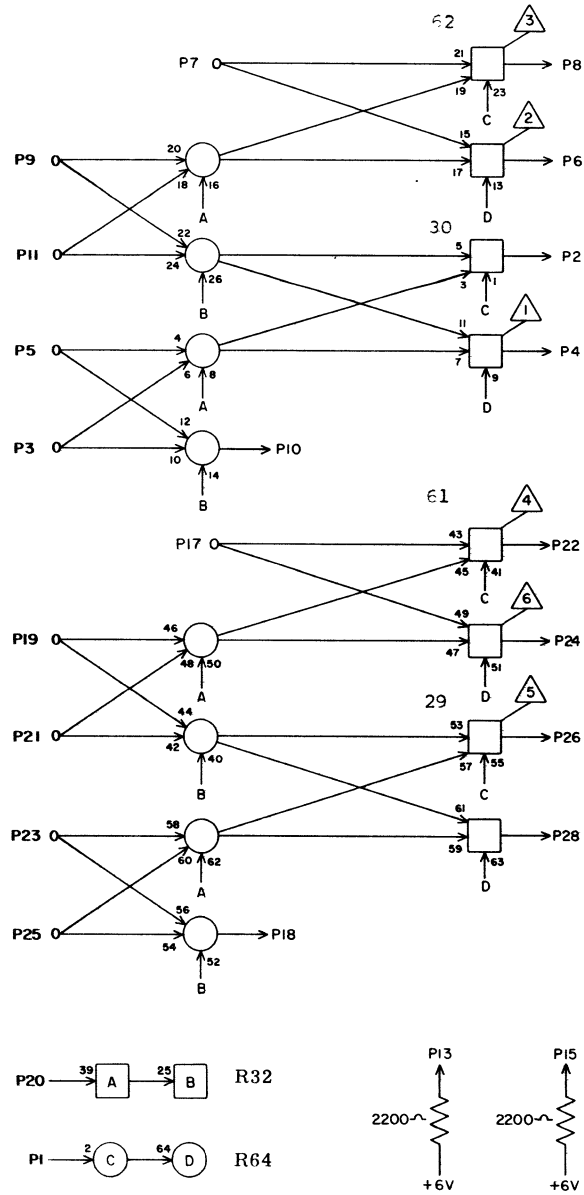 62
3
P7 O 21 P8
19 23
C
2
20 15
P9 O 17 13 P6
18 16
A D
30
22 5
P11 O 24 26 3 1 P2
B C
1
4 11
P5 O 6 8 7 9 P4
A D
12
P3 O 10 14 P10
B
61
4
P17 O 43 P22
45 41
C
6
46 49
P19 O 48 50 47 51 P24
A D
29
5
44 53
P21 O 42 40 57 55 P26
B C
58 61
P23 O 60 62 59 63 P28
A D
56
P25 O 54 52 P18
B
P13 P15
P20 39 A 25 B R32
2200 2200
P1 2 C 64 D R64
+6V +6V